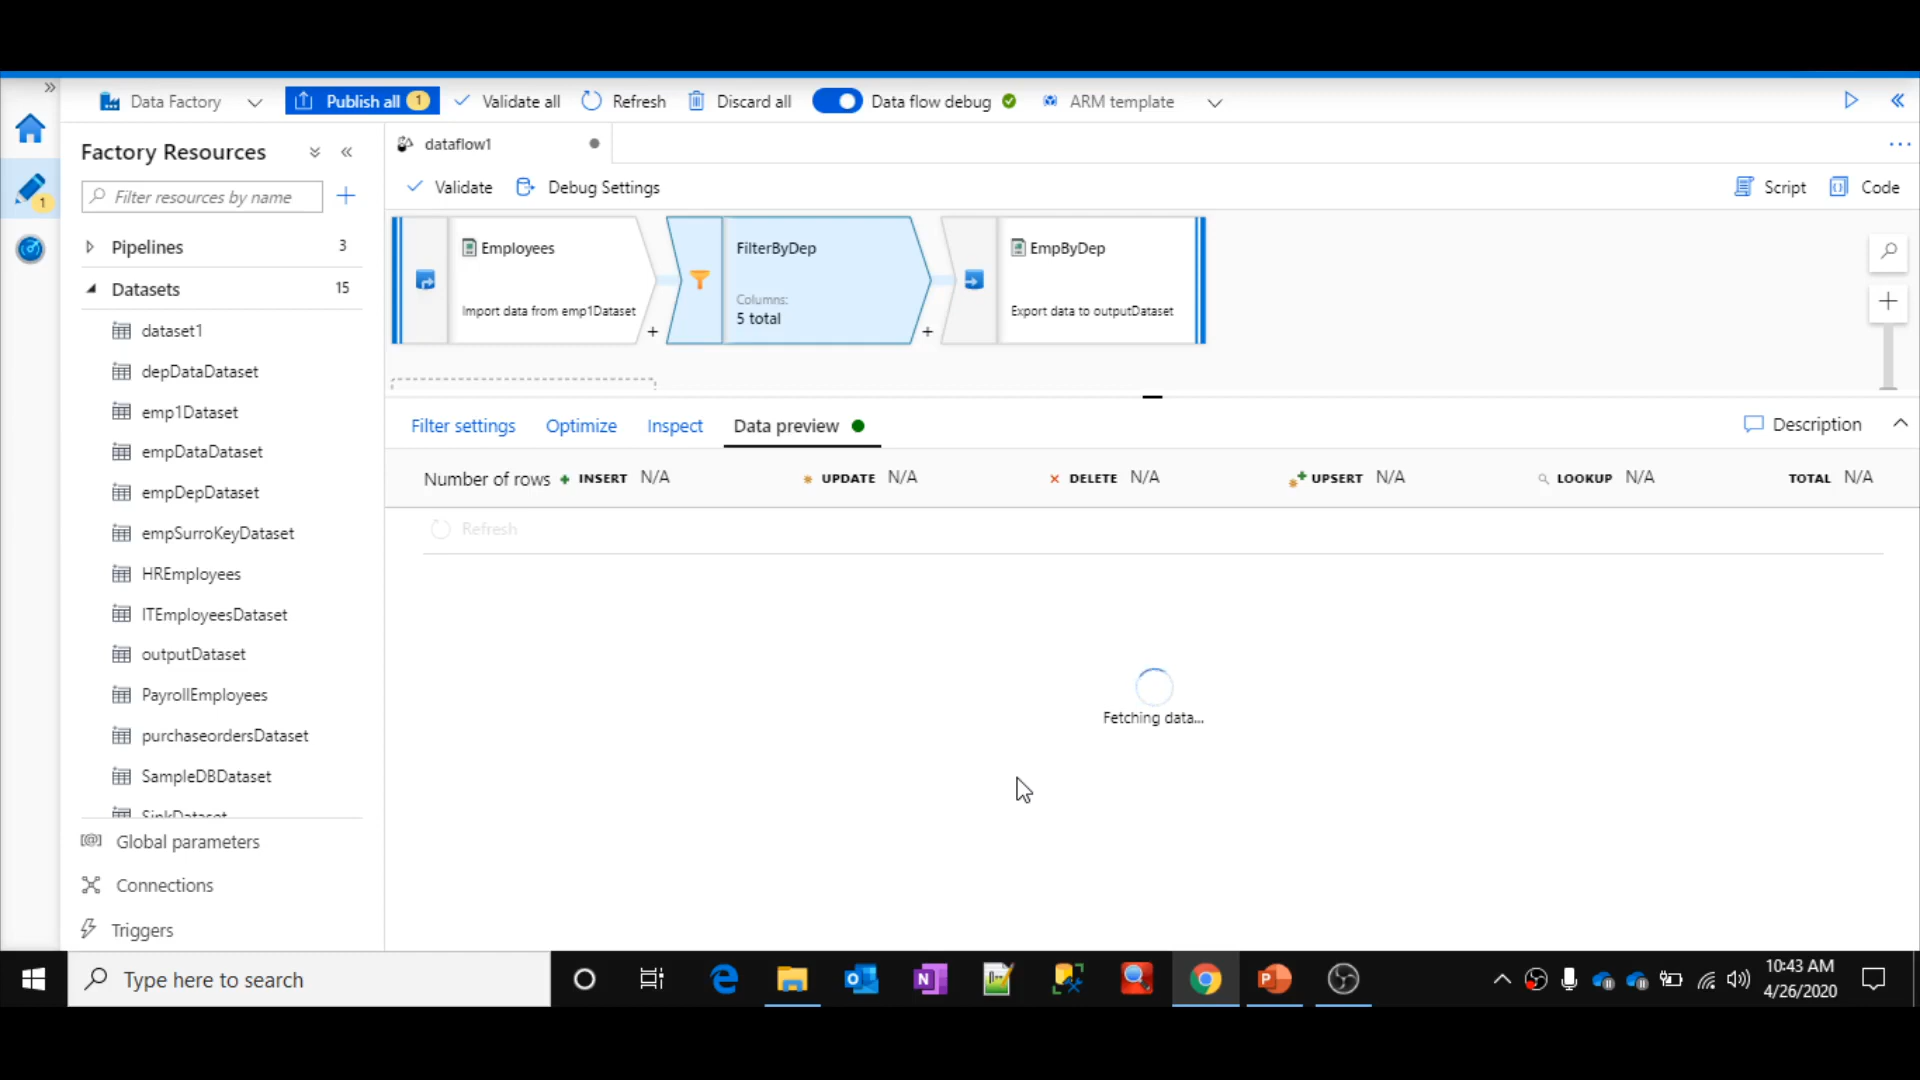 Data Factory
Publish all 1
Validate all
Refresh
Discard all
Data flow debug
ARM template
1
Factory Resources
Filter resources by name
Pipelines 3
Datasets 15
dataset1
depDataDataset
emp1Dataset
empDataDataset
empDepDataset
empSurroKeyDataset
HREmployees
ITEmployeesDataset
outputDataset
PayrollEmployees
purchaseordersDataset
SampleDBDataset
SinkDataset
Global parameters
Connections
Triggers
dataflow1
Validate
Debug Settings
Script
Code
Employees
Import data from emp1Dataset
FilterByDep
Columns:
5 total
EmpByDep
Export data to outputDataset
Filter settings
Optimize
Inspect
Data preview
Description
Number of rows
INSERT N/A
UPDATE N/A
DELETE N/A
UPSERT N/A
LOOKUP N/A
TOTAL N/A
Refresh
Fetching data...
Type here to search
10:43 AM
4/26/2020